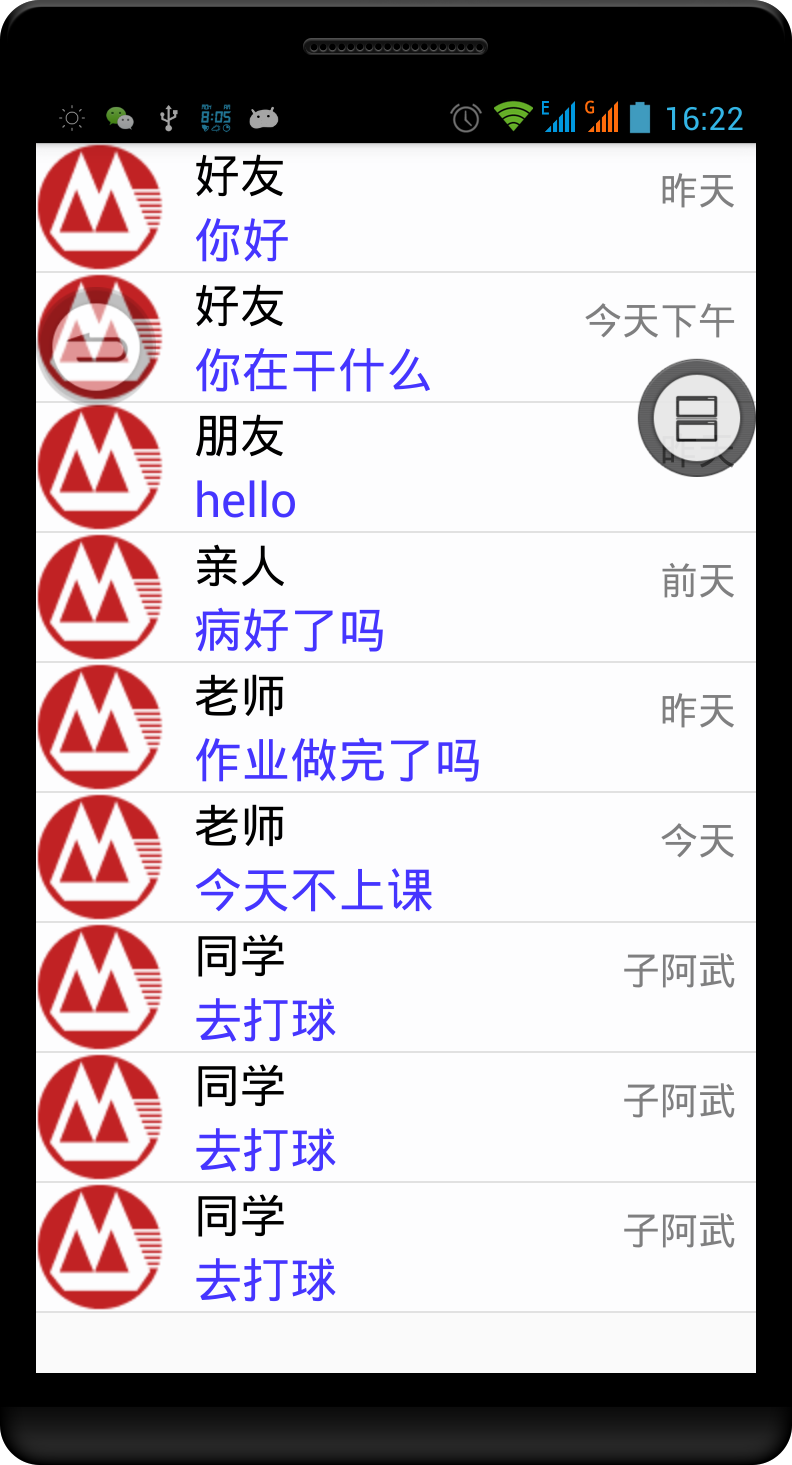 E G 16:22
8:05
好友
昨天
你好
好友
今天下午
你在干什么
朋友
昨天
hello
亲人
前天
病好了吗
老师
昨天
作业做完了吗
老师
今天
今天不上课
同学
子阿武
去打球
同学
子阿武
去打球
同学
子阿武
去打球